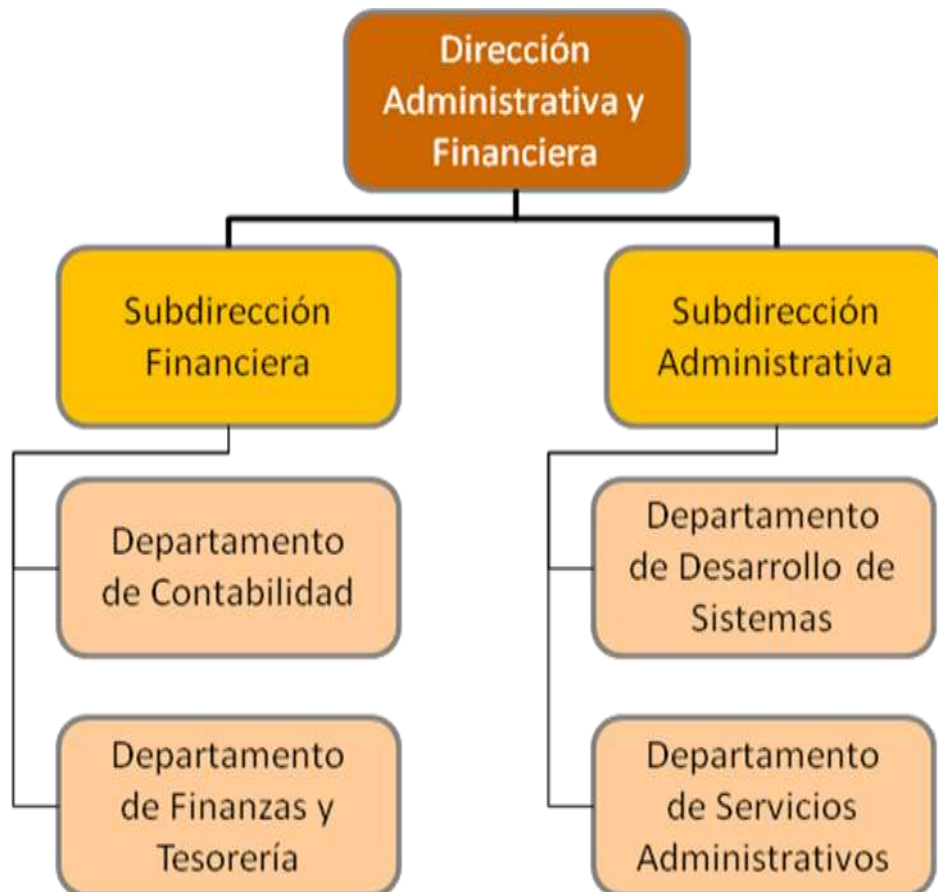 Dirección
Administrativa y
Financiera
Subdirección
Financiera
Subdirección
Administrativa
Departamento
de Contabilidad
Departamento
de Desarrollo de
Sistemas
Departamento
de Finanzas y
Tesorería
Departamento
de Servicios
Administrativos